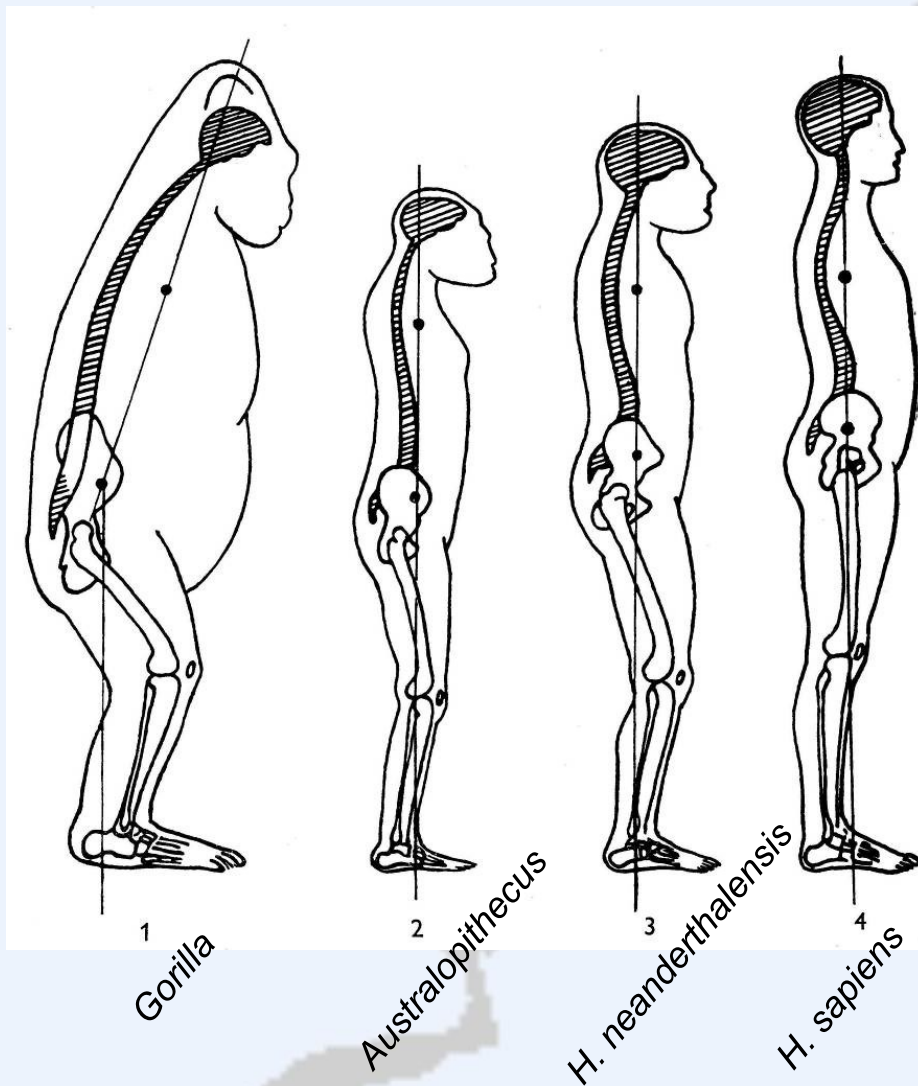 1
2
3
4
Gorilla
Australopithecus
H. neanderthalensis
H. sapiens